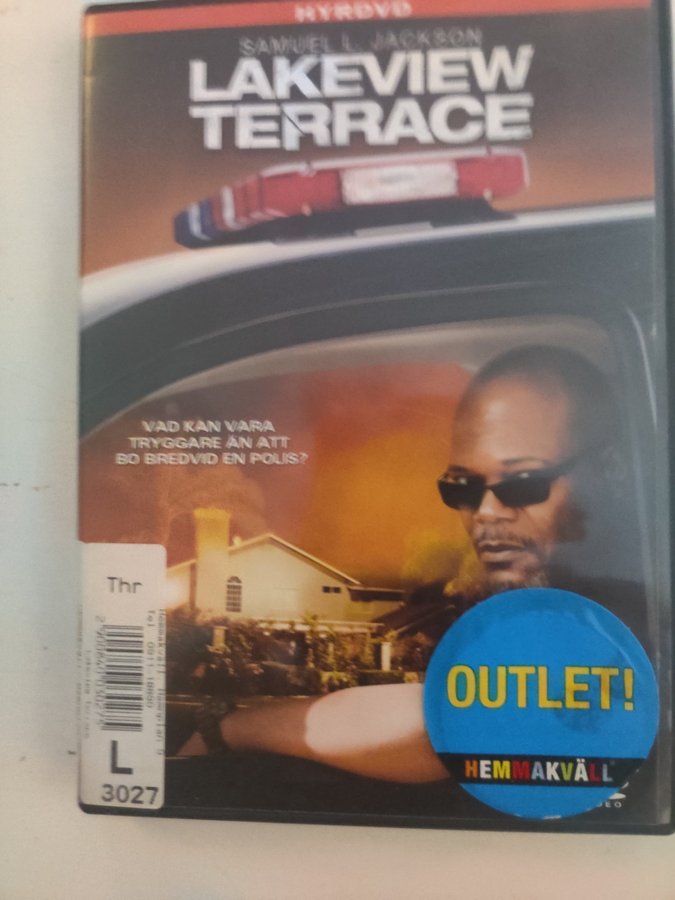 HYRDVD
SAMUEL L. JACKSON
LAKEVIEW
TERRACE
VAD KAN VARA
TRYGGARE ÄN ATT
BO BREDVID EN POLIS?
Thr
L
3027
OUTLET!
HEMMAKVÄLL